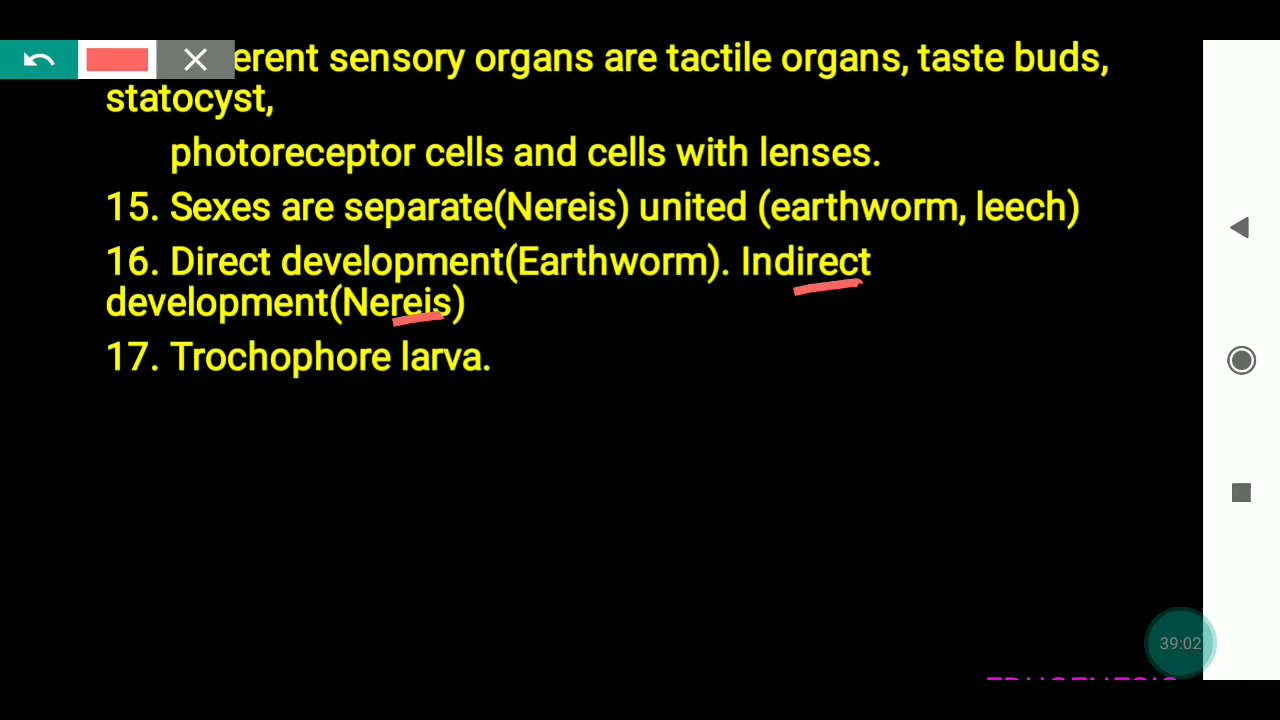 erent sensory organs are tactile organs, taste buds,
statocyst,
photoreceptor cells and cells with lenses.
15. Sexes are separate(Nereis) united (earthworm, leech)
16. Direct development(Earthworm). Indirect
development(Nereis)
17. Trochophore larva.
39:02